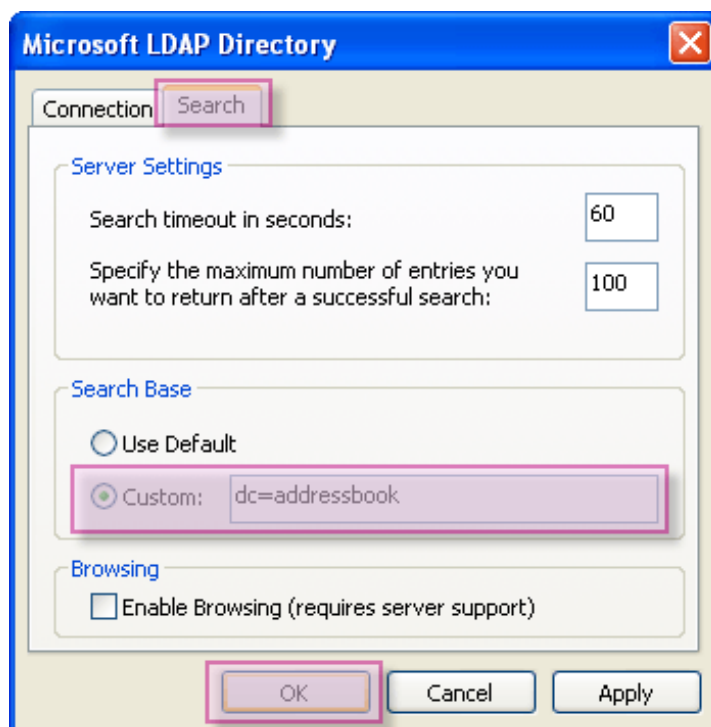 Microsoft LDAP Directory
Connection Search
Server Settings
Search timeout in seconds: 60
Specify the maximum number of entries you
want to return after a successful search: 100
Search Base
Use Default
Custom: dc=addressbook
Browsing
Enable Browsing (requires server support)
OK Cancel Apply